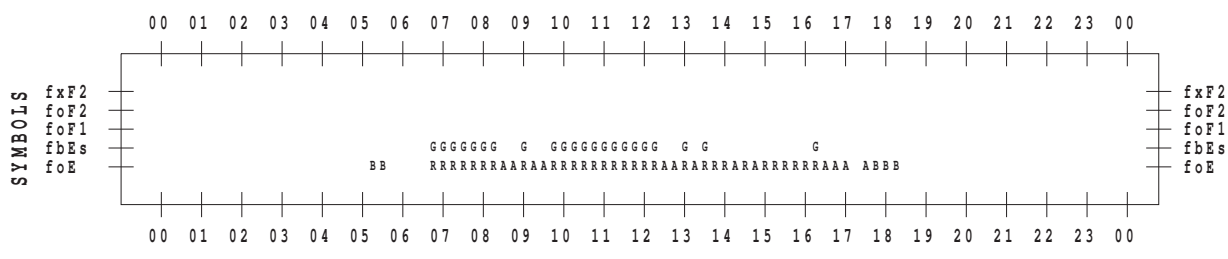 00 01 02 03 04 05 06 07 08 09 10 11 12 13 14 15 16 17 18 19 20 21 22 23 00
SYMBOLS
fxF2 fxF2
foF2 foF2
foF1 foF1
fbEs GGGGGGG G GGGGGGGGGGG G G G fbEs
foE BB RRRRRRRAARAARRRRRRRRRRRAARARRRARARRRRRRAAA ABBB foE
00 01 02 03 04 05 06 07 08 09 10 11 12 13 14 15 16 17 18 19 20 21 22 23 00